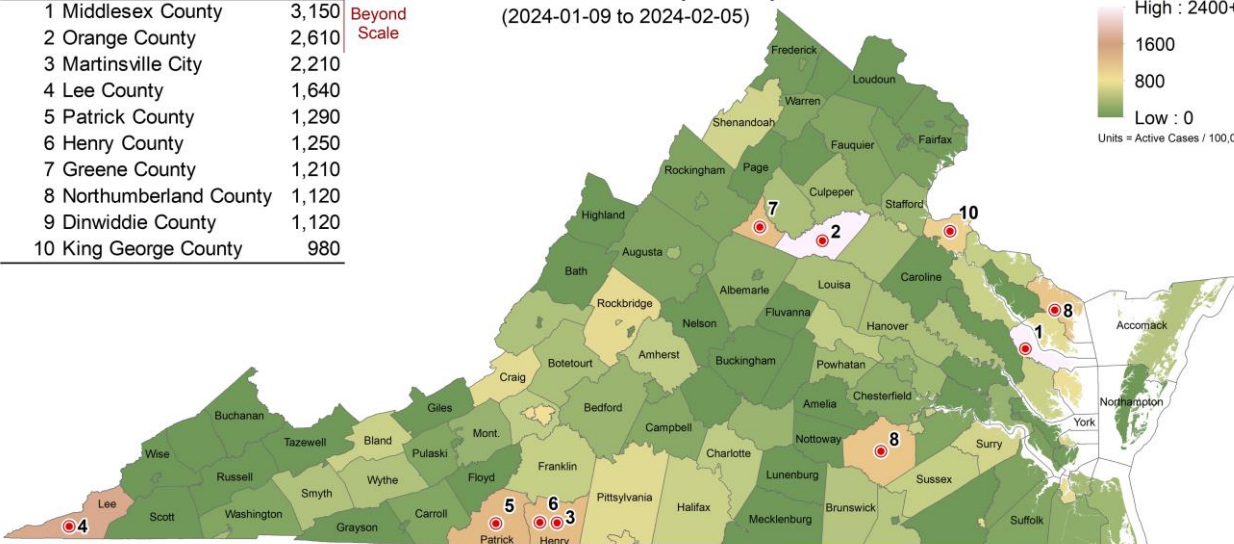 1 Middlesex County 3,150
2 Orange County 2,610
3 Martinsville City 2,210
4 Lee County 1,640
5 Patrick County 1,290
6 Henry County 1,250
7 Greene County 1,210
8 Northumberland County 1,120
9 Dinwiddie County 1,120
10 King George County 980
Beyond
Scale
(2024-01-09 to 2024-02-05)
High : 2400+
1600
800
Low : 0
Units = Active Cases / 100,0
Frederick
Loudoun
Warren
Shenandoah
Fairfax
Fauquier
Page
Rockingham
Culpeper
Stafford
7
2
10
Highland
Augusta
Bath
Caroline
Louisa
Albemarle
Rockbridge
Fluvanna
Nelson
Hanover
8
1
Accomack
Amherst
Botetourt
Buckingham
Powhatan
Craig
Chesterfield
Amelia
Northampton
Bedford
Giles
Buchanan
Campbell
York
Mont.
Tazewell
Bland
Nottoway
8
Surry
Pulaski
Charlotte
Wise
Franklin
Russell
Wythe
Floyd
Lunenburg
Sussex
Smyth
Pittsylvania
Halifax
Brunswick
Lee
4
Scott
Washington
Carroll
Grayson
5
Patrick
6
3
Henry
Mecklenburg
Suffolk